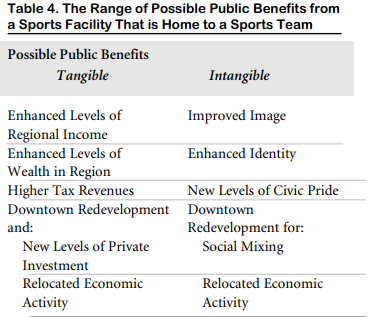 Table 4. The Range of Possible Public Benefits from
a Sports Facility That is Home to a Sports Team
Possible Public Benefits
Tangible Intangible
Enhanced Levels of Improved Image
Regional Income
Enhanced Levels of Enhanced Identity
Wealth in Region
Higher Tax Revenues New Levels of Civic Pride
Downtown Redevelopment Downtown
and: Redevelopment for:
New Levels of Private Social Mixing
Investment
Relocated Economic Relocated Economic
Activity Activity